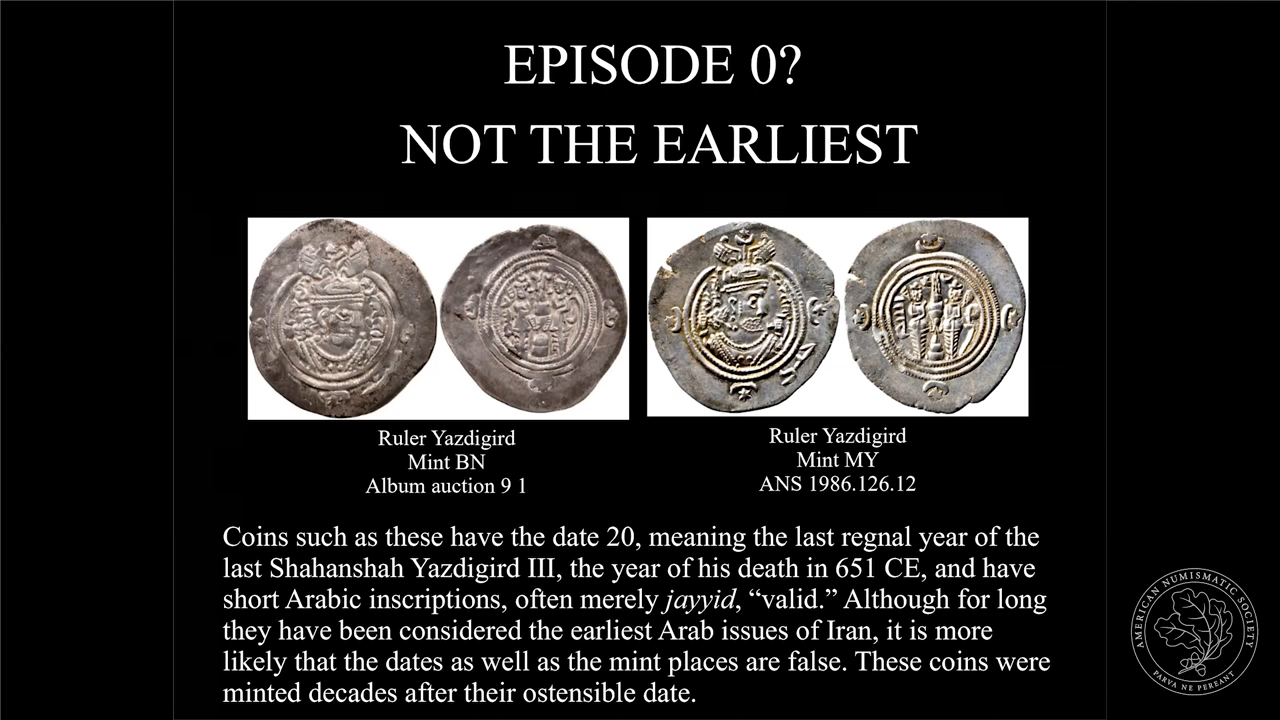 EPISODE 0?
NOT THE EARLIEST
Ruler Yazdigird
Mint BN
Album auction 9 1
Ruler Yazdigird
Mint MY
ANS 1986.126.12
Coins such as these have the date 20, meaning the last regnal year of the
last Shahanshah Yazdigird III, the year of his death in 651 CE, and have
short Arabic inscriptions, often merely jayyid, “valid.” Although for long
they have been considered the earliest Arab issues of Iran, it is more
likely that the dates as well as the mint places are false. These coins were
minted decades after their ostensible date.
AMERICAN NUMISMATIC SOCIETY
PARVA NE PEREANT